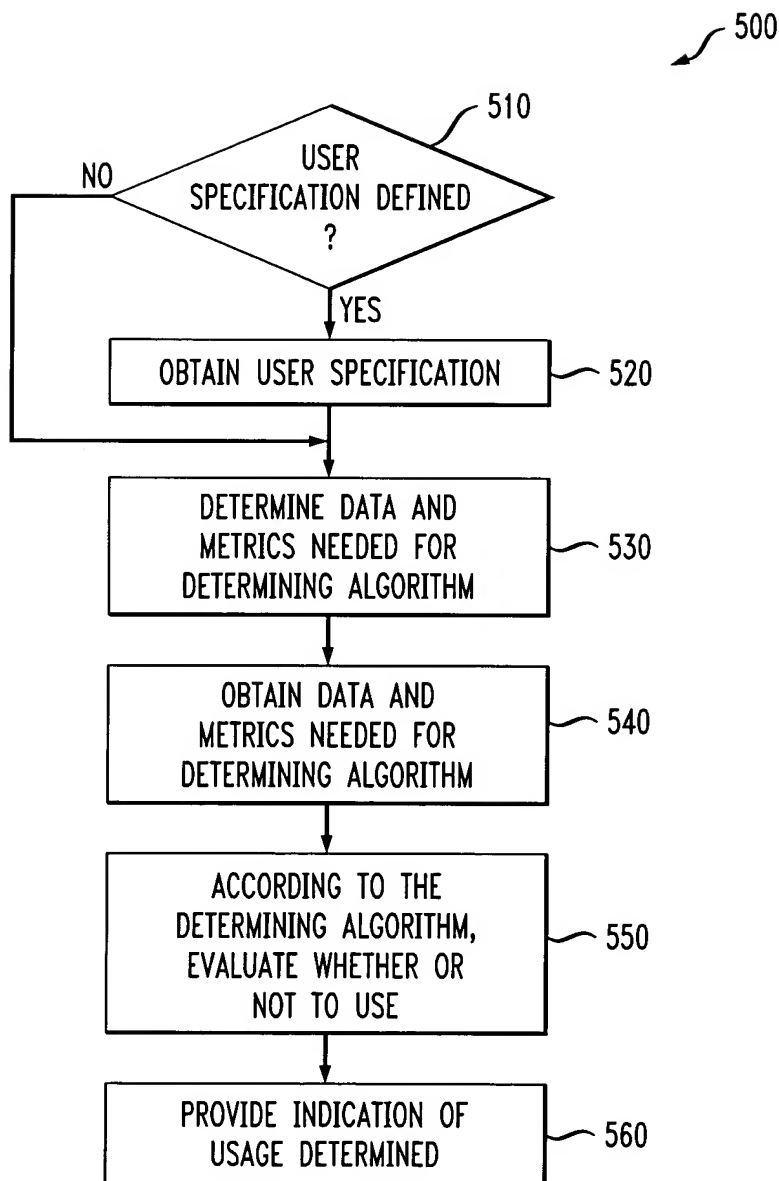 500
510
USER
SPECIFICATION DEFINED
?
NO
YES
OBTAIN USER SPECIFICATION
520
DETERMINE DATA AND
METRICS NEEDED FOR
DETERMINING ALGORITHM
530
OBTAIN DATA AND
METRICS NEEDED FOR
DETERMINING ALGORITHM
540
ACCORDING TO THE
DETERMINING ALGORITHM,
EVALUATE WHETHER OR
NOT TO USE
550
PROVIDE INDICATION OF
USAGE DETERMINED
560